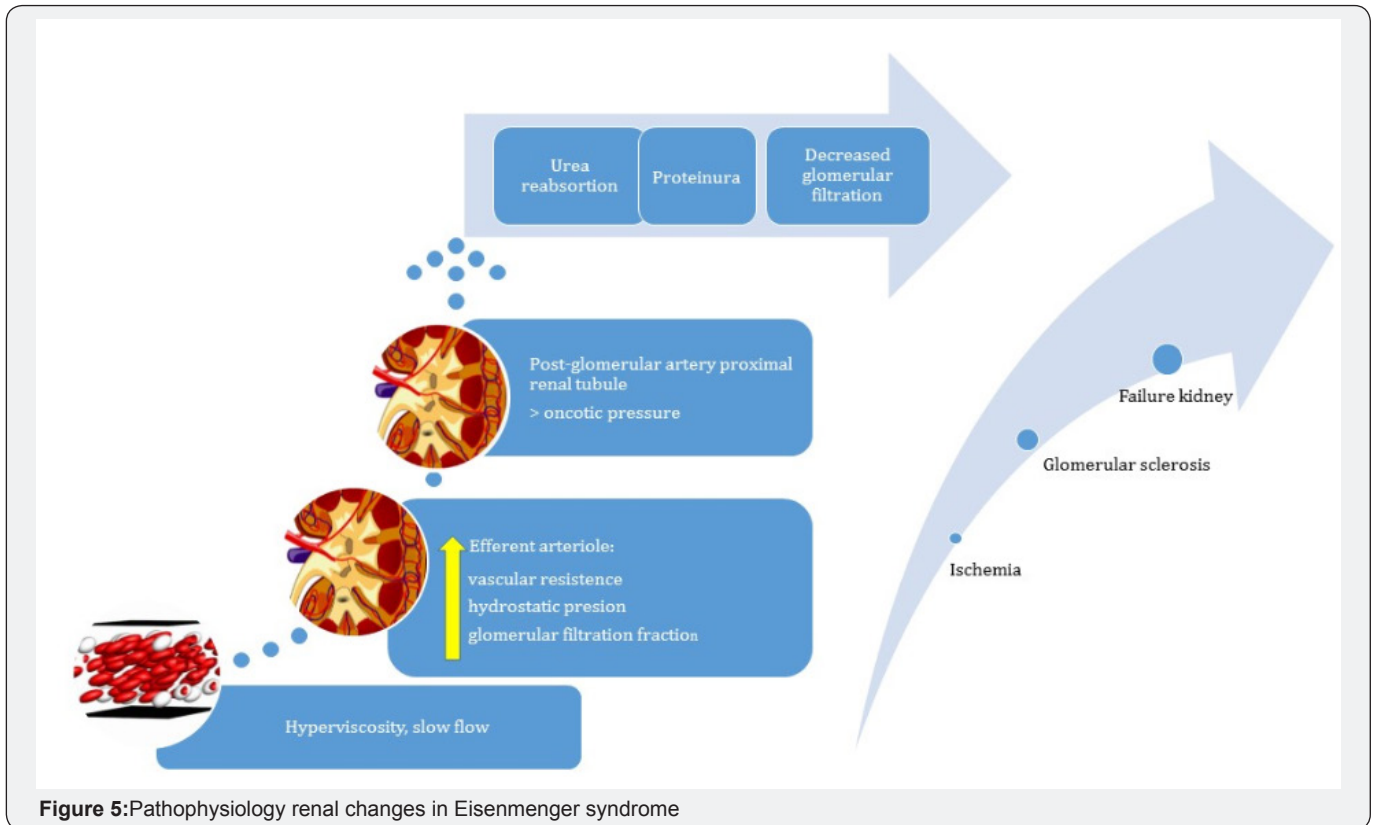 Urea
reabsortion
Proteinura
Decreased
glomerular
filtration
Post-glomerular artery proximal
renal tubule
> oncotic pressure
Efferent arteriole:
vascular resistence
hydrostatic presion
glomerular filtration fraction
Hyperviscosity, slow flow
Failure kidney
Glomerular sclerosis
Ischemia
Figure 5:Pathophysiology renal changes in Eisenmenger syndrome